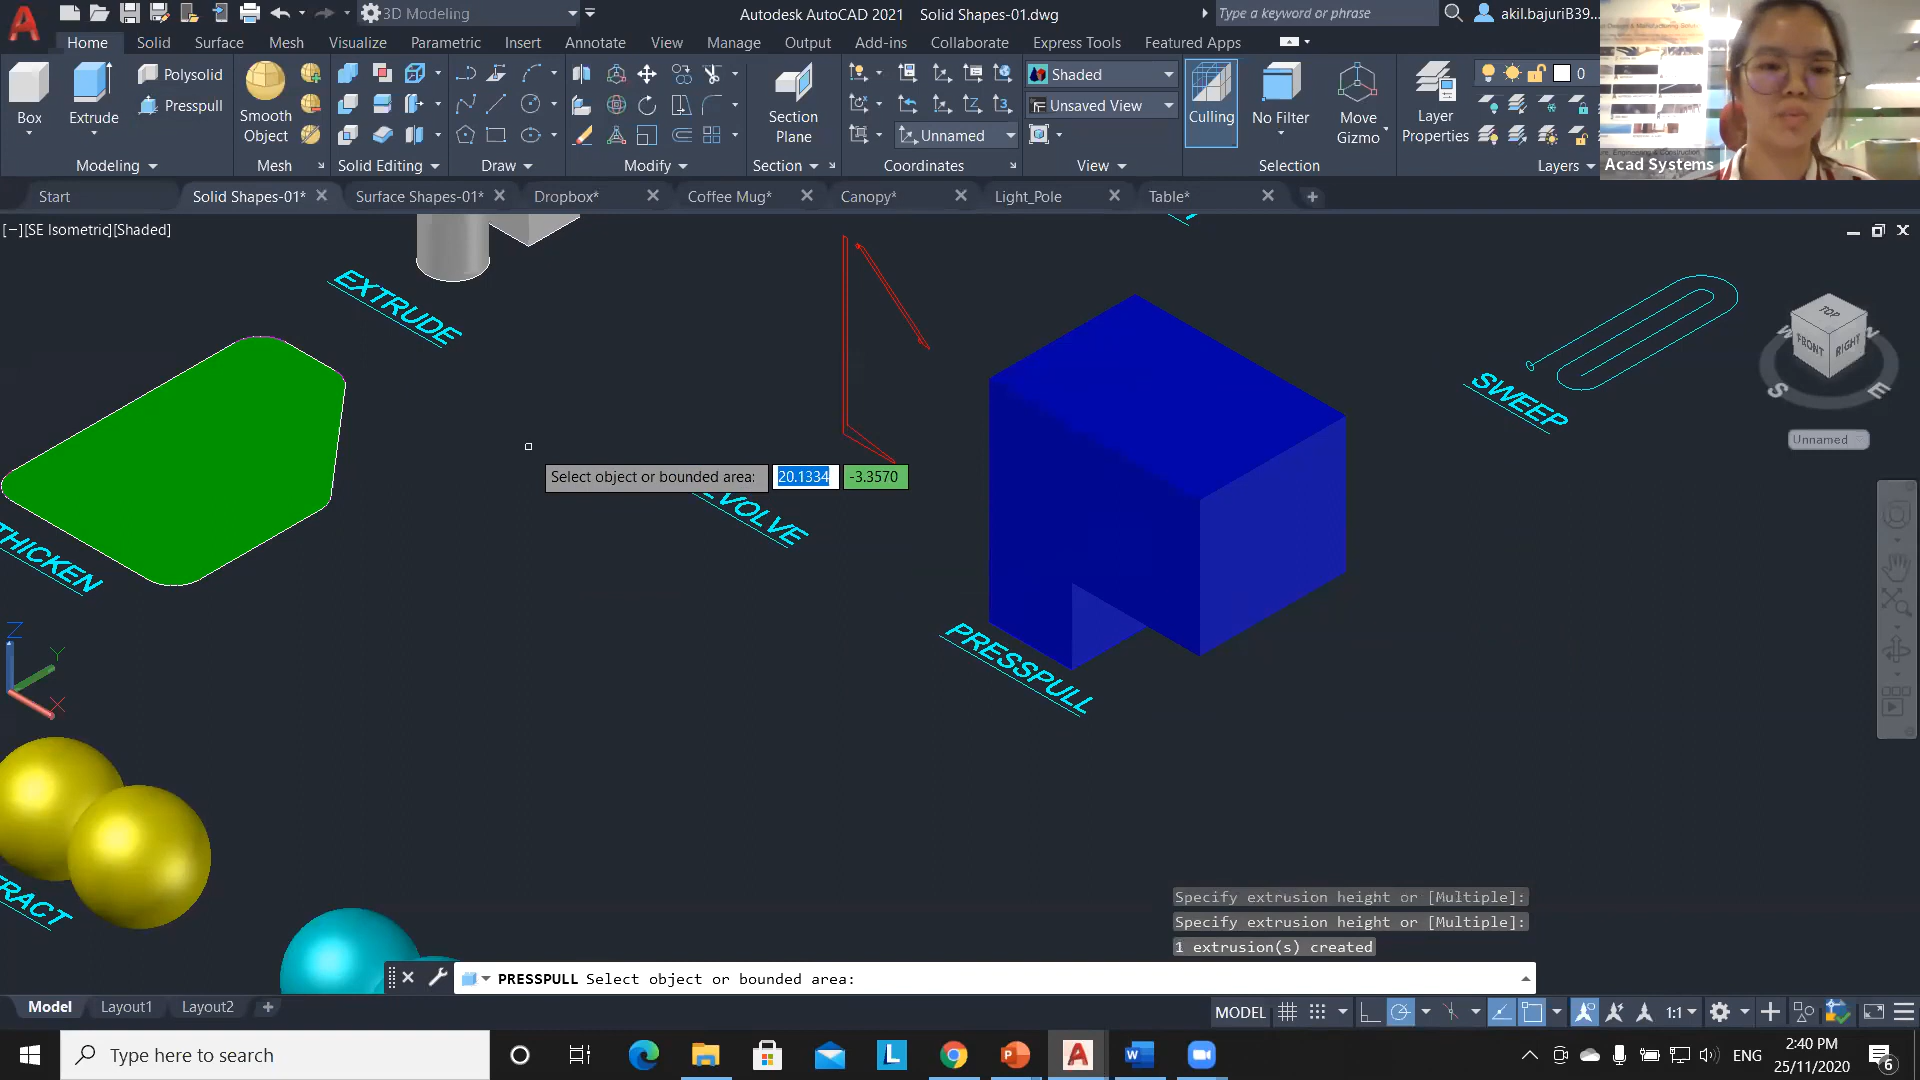 3D Modeling
Autodesk AutoCAD 2021 Solid Shapes-01.dwg
Type a keyword or phrase
akil.bajuriB39...
Home Solid Surface Mesh Visualize Parametric Insert Annotate View Manage Output Add-ins Collaborate Express Tools Featured Apps
Box
Extrude
Polysolid
Presspull
Smooth Object
Section Plane
Unnamed
Shaded
Unsaved View
Culling
No Filter
Move Gizmo
Layer Properties
0
Modeling Mesh Solid Editing Draw Modify Section Coordinates View Selection Layers
Acad Systems
Start Solid Shapes-01* Surface Shapes-01* Dropbox* Coffee Mug* Canopy* Light_Pole Table*
[−][SE Isometric][Shaded]
EXTRUDE
TOP
FRONT
RIGHT
W
N
S
E
Unnamed
SWEEP
Select object or bounded area: 20.1334 -3.3570
EVOLVE
THICKEN
PRESSPULL
Z
Y
X
RACT
Specify extrusion height or [Multiple]:
Specify extrusion height or [Multiple]:
1 extrusion(s) created
PRESSPULL Select object or bounded area:
Model Layout1 Layout2
MODEL
1:1
Type here to search
ENG
2:40 PM
25/11/2020
6